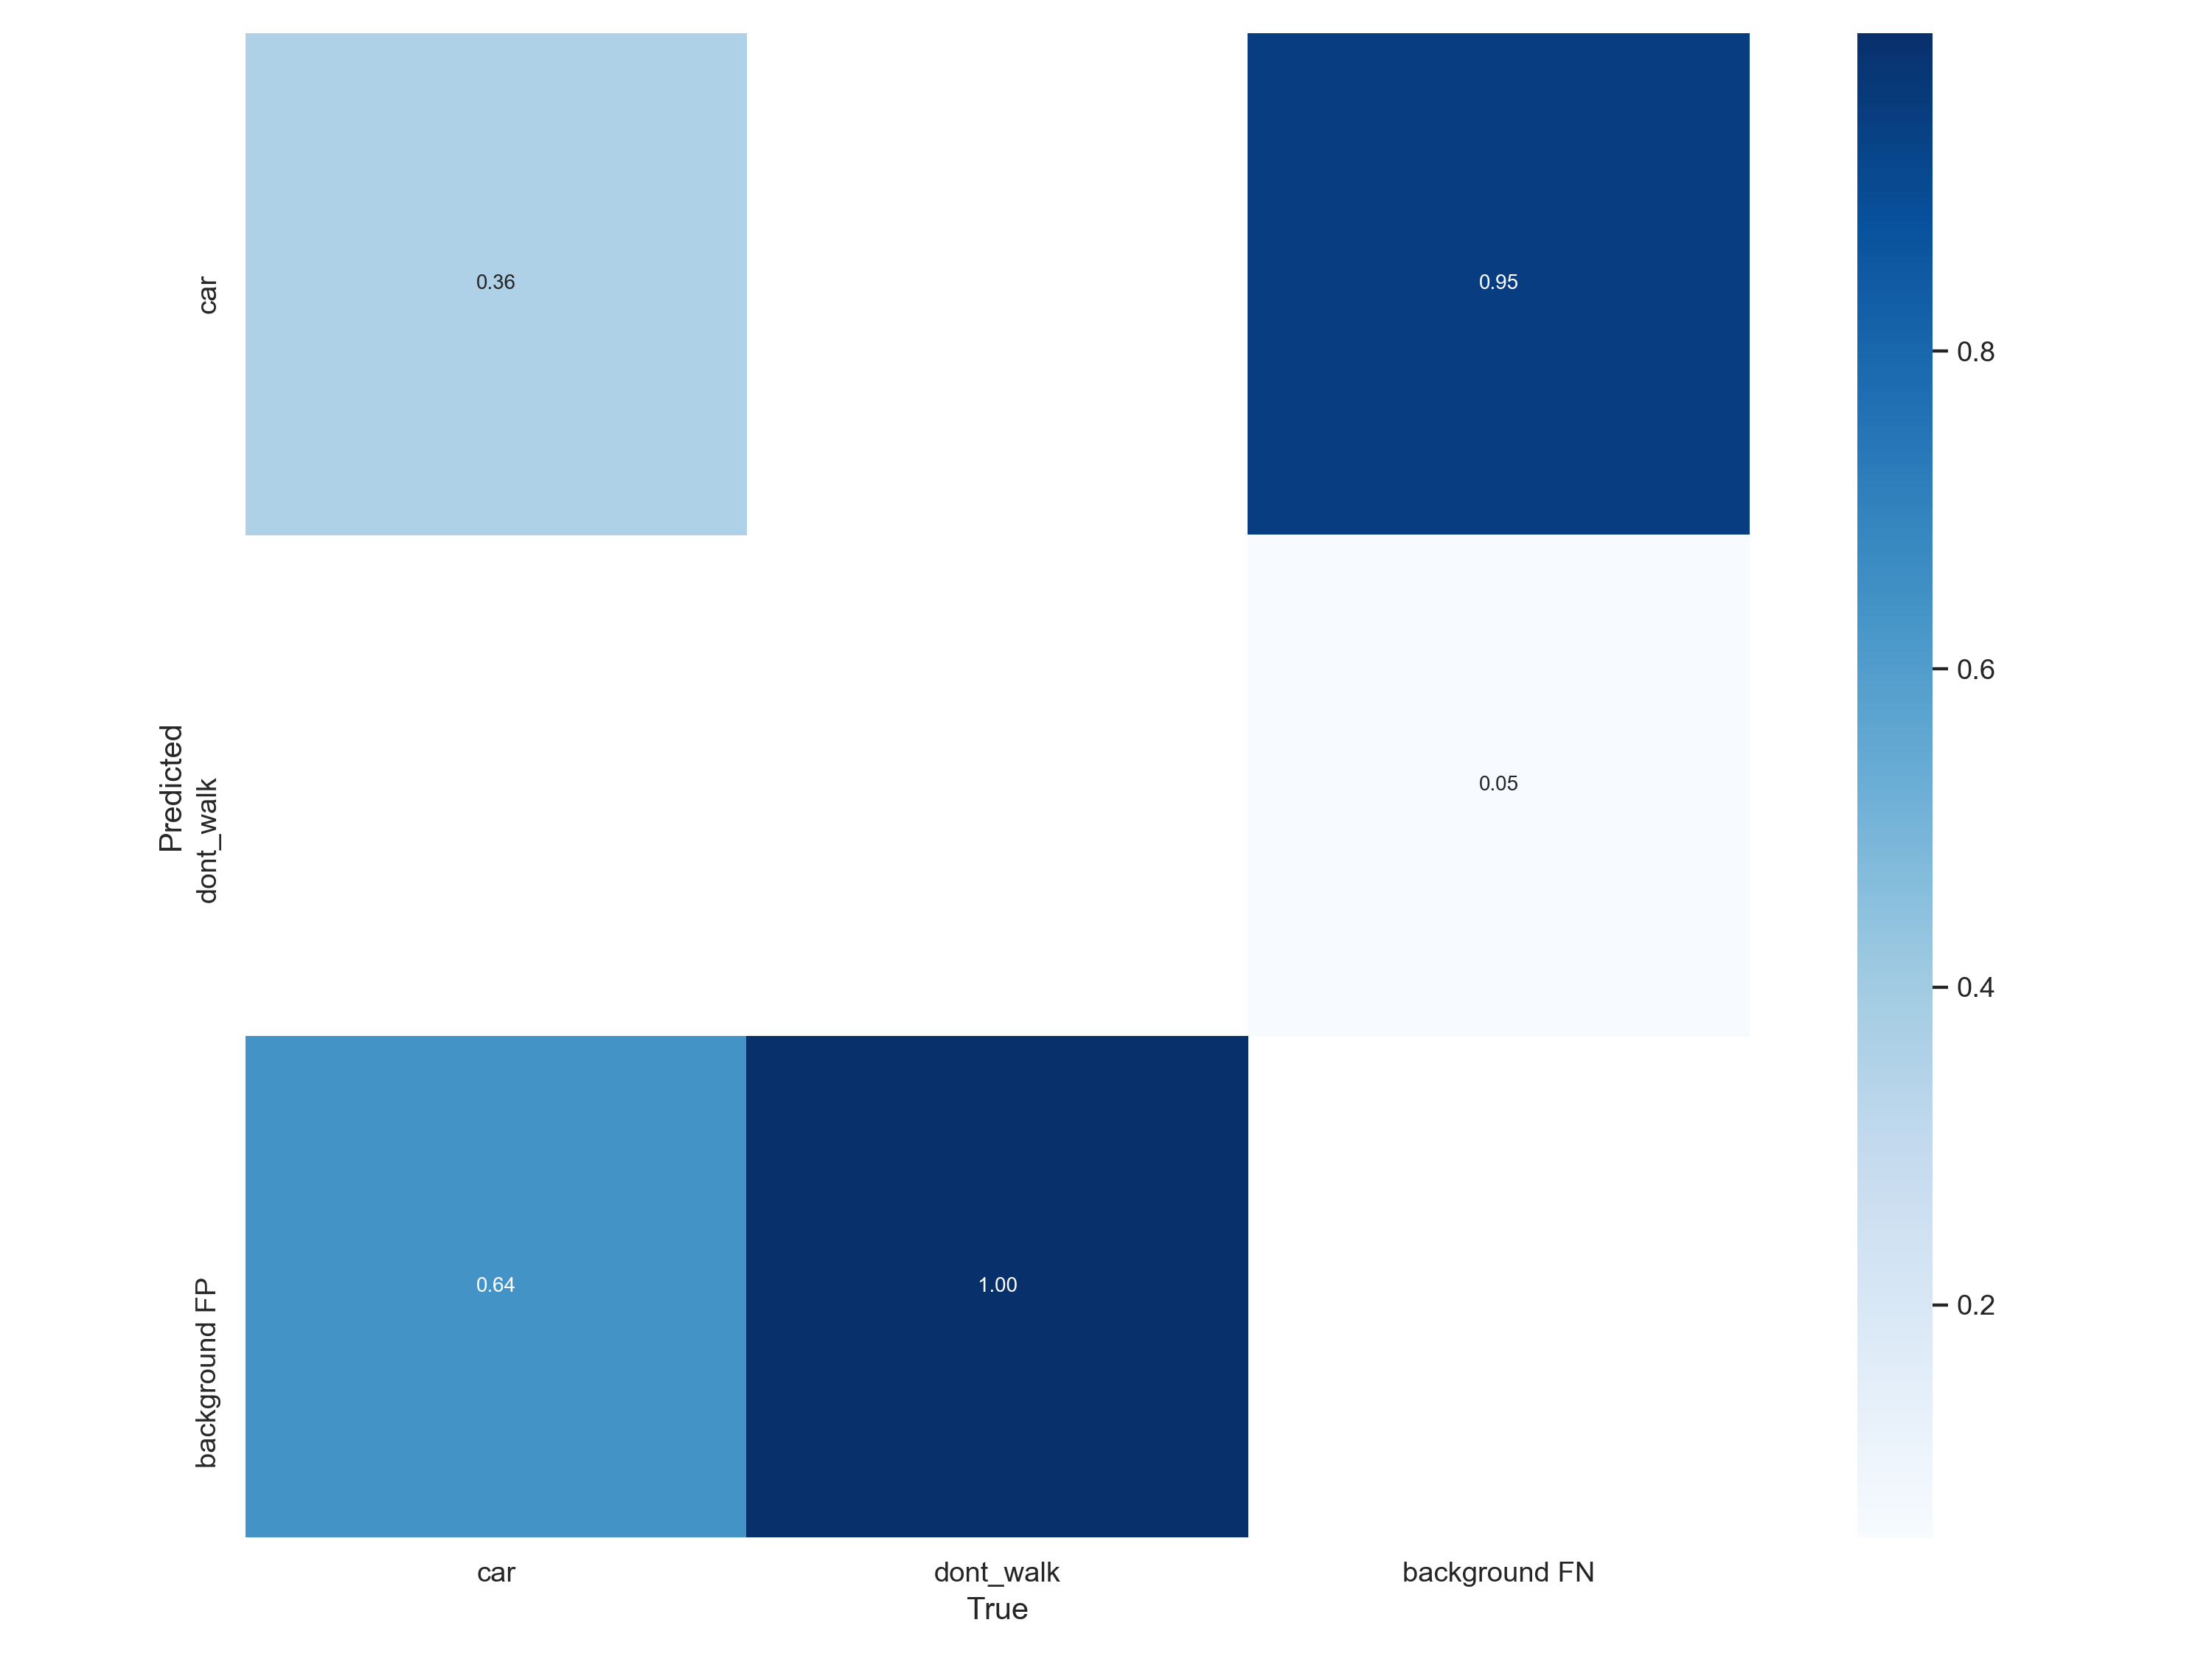 car
0.36
0.95
0.8
0.6
Predicted
dont_walk
0.05
0.4
background FP
0.64
1.00
0.2
car
dont_walk
background FN
True